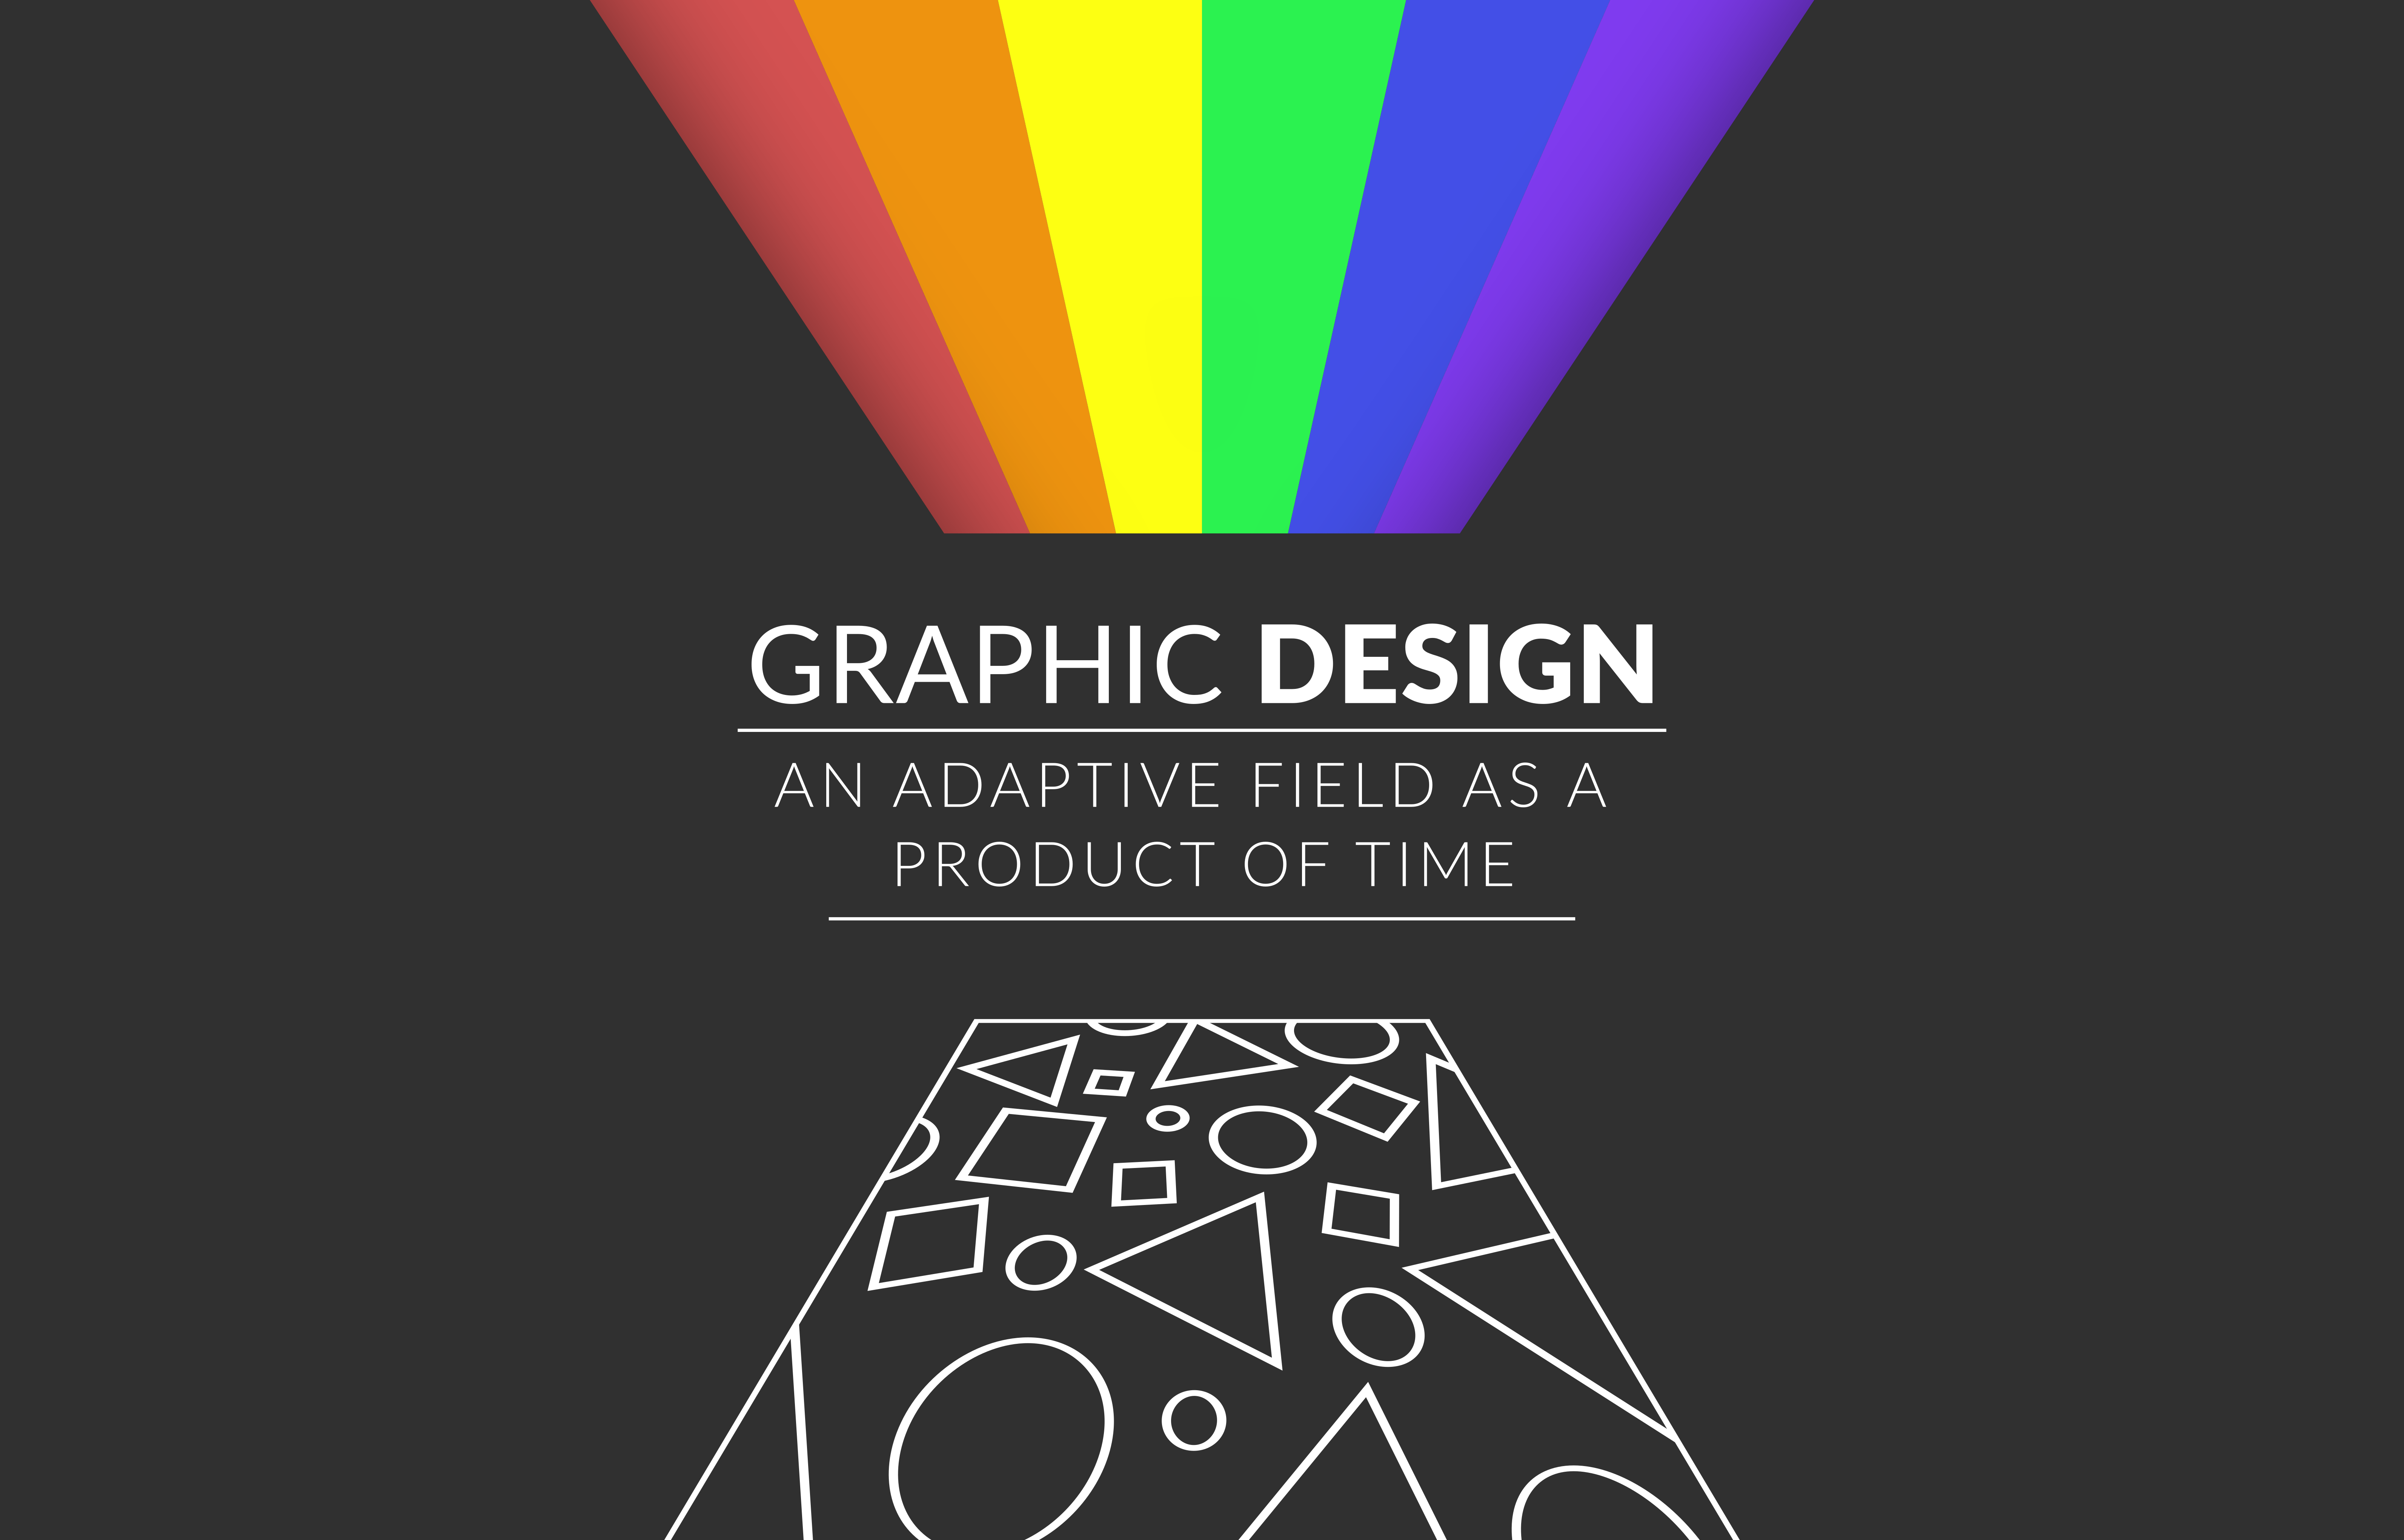 GRAPHIC DESIGN
AN ADAPTIVE FIELD AS A
PRODUCT OF TIME